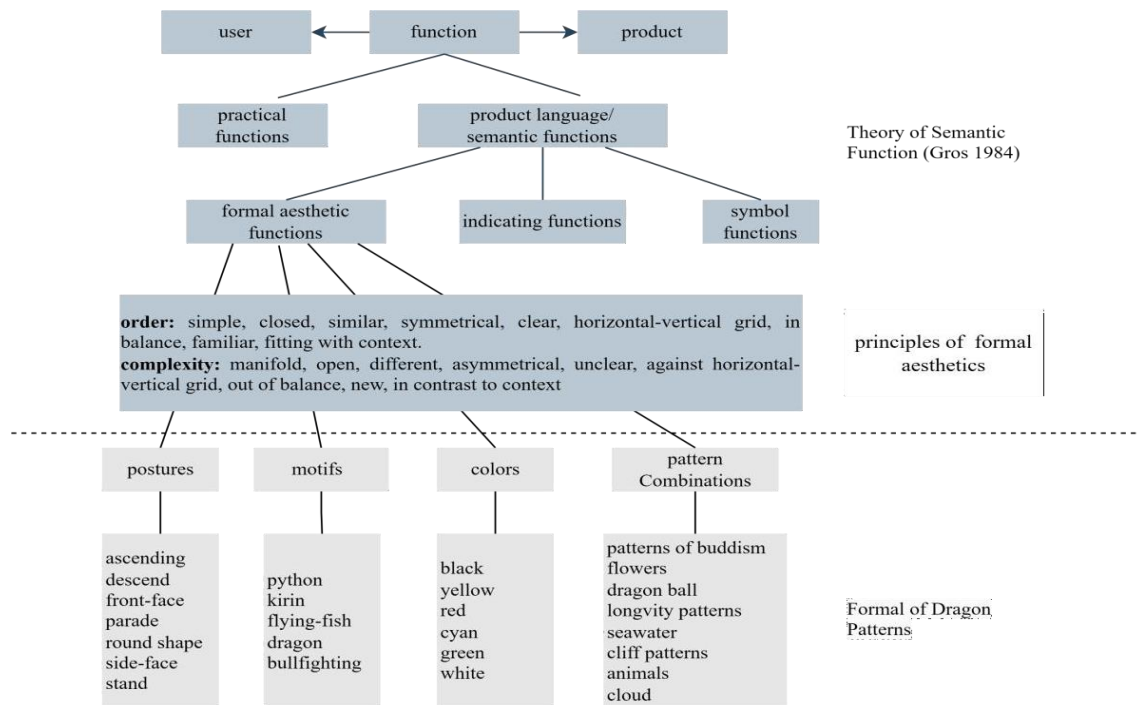 user
function
product
practical
functions
product language/
semantic functions
Theory of Semantic
Function (Gros 1984)
formal aesthetic
functions
indicating functions
symbol
functions
order: simple, closed, similar, symmetrical, clear, horizontal-vertical grid, in
balance, familiar, fitting with context.
complexity: manifold, open, different, asymmetrical, unclear, against horizontal-
vertical grid, out of balance, new, in contrast to context
principles of formal
aesthetics
postures
motifs
colors
pattern
Combinations
ascending
descend
front-face
parade
round shape
side-face
stand
python
kirin
flying-fish
dragon
bullfighting
black
yellow
red
cyan
green
white
patterns of buddism
flowers
dragon ball
longvity patterns
seawater
cliff patterns
animals
cloud
Formal of Dragon
Patterns